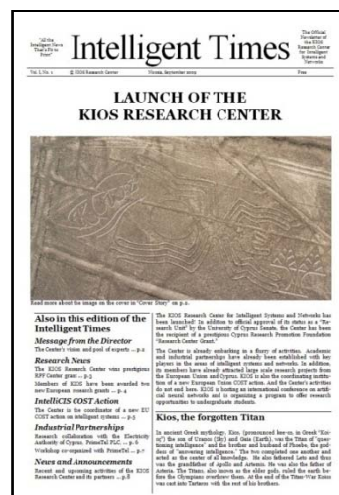 "All the
Intelligent News
That's Fit to
Print"
Intelligent Times
The Official
Newsletter of
the KIOS
Research Center
for Intelligent
Systems and
Networks
Vol. I, No. 1 © KIOS Research Center Nicosia, September 2009 Free
LAUNCH OF THE
KIOS RESEARCH CENTER
Read more about the image on the cover in "Cover Story" on p.2.
Also in this edition of the
Intelligent Times
Message from the Director
The Center's vision and pool of experts ... p.2
Research News
The KIOS Research Center wins prestigious
RPF Center grant ... p.3
Members of KIOS have been awarded two
new European research grants ... p. 4
IntelliCIS COST Action
The Center is the coordinator of a new EU
COST action on intelligent systems ... p.5
Industrial Partnerships
Research collaboration with the Electricity
Authority of Cyprus, PrimeTel PLC, ... p. 6
Workshop co-organized with PrimeTel ... p.7
News and Announcements
Recent and upcoming activities of the KIOS
Research Center and its partners ... p.8
The KIOS Research Center for Intelligent Systems and Networks has
been launched! In addition to official approval of its status as a "Re-
search Unit" by the University of Cyprus Senate, the Center has been
the recipient of a prestigious Cyprus Research Promotion Foundation
"Research Center Grant."
The Center is already embarking in a flurry of activities. Academic
and industrial partnerships have already been established with key
players in the areas of intelligent systems and networks. In addition,
its members have already attracted large scale research projects from
the European Union and Cyprus. KIOS is also the coordinating institu-
tion of a new European Union COST action. And the Center's activities
do not end here. KIOS is hosting an international conference on artifi-
cial neural networks and is organizing a program to offer research
opportunities to undergraduate students.
Kios, the forgotten Titan
In ancient Greek mythology, Kios, (pronounced kee-os, in Greek "Κοί-
ος") the son of Uranos (Sky) and Gaia (Earth), was the Titan of "ques-
tioning intelligence" and the brother and husband of Phoebe, the god-
dess of "answering intelligence." The two completed one another and
acted as the center of all knowledge. He also fathered Leto and thus
was the grandfather of Apollo and Artemis. He was also the father of
Asteria. The Titans, also known as the elder gods, ruled the earth be-
fore the Olympians overthrew them. At the end of the Titan-War Koios
was cast into Tartarus with the rest of his brothers.